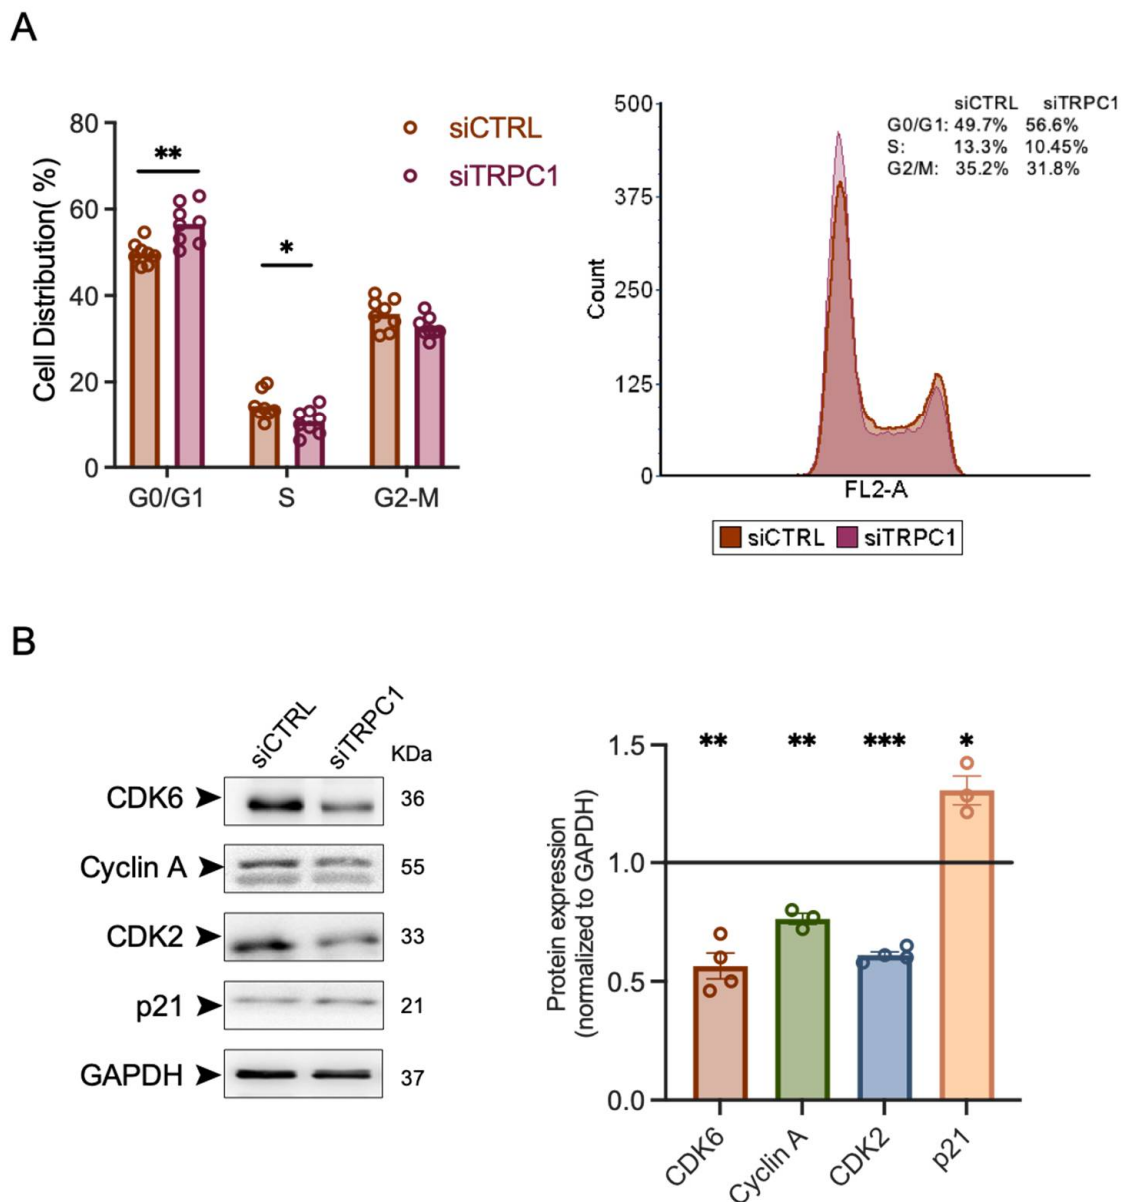 A
80
60
40
20
0
Cell Distribution( %)
**
*
siCTRL
siTRPC1
G0/G1 S G2-M
500
375
250
125
0
Count
siCTRL siTRPC1
G0/G1: 49.7% 56.6%
S: 13.3% 10.45%
G2/M: 35.2% 31.8%
FL2-A
siCTRL siTRPC1
B
siCTRL siTRPC1 KDa
CDK6 36
Cyclin A 55
CDK2 33
p21 21
GAPDH 37
Protein expression
(normalized to GAPDH)
1.5
1.0
0.5
0.0
** ** *** *
CDK6 Cyclin A CDK2 p21